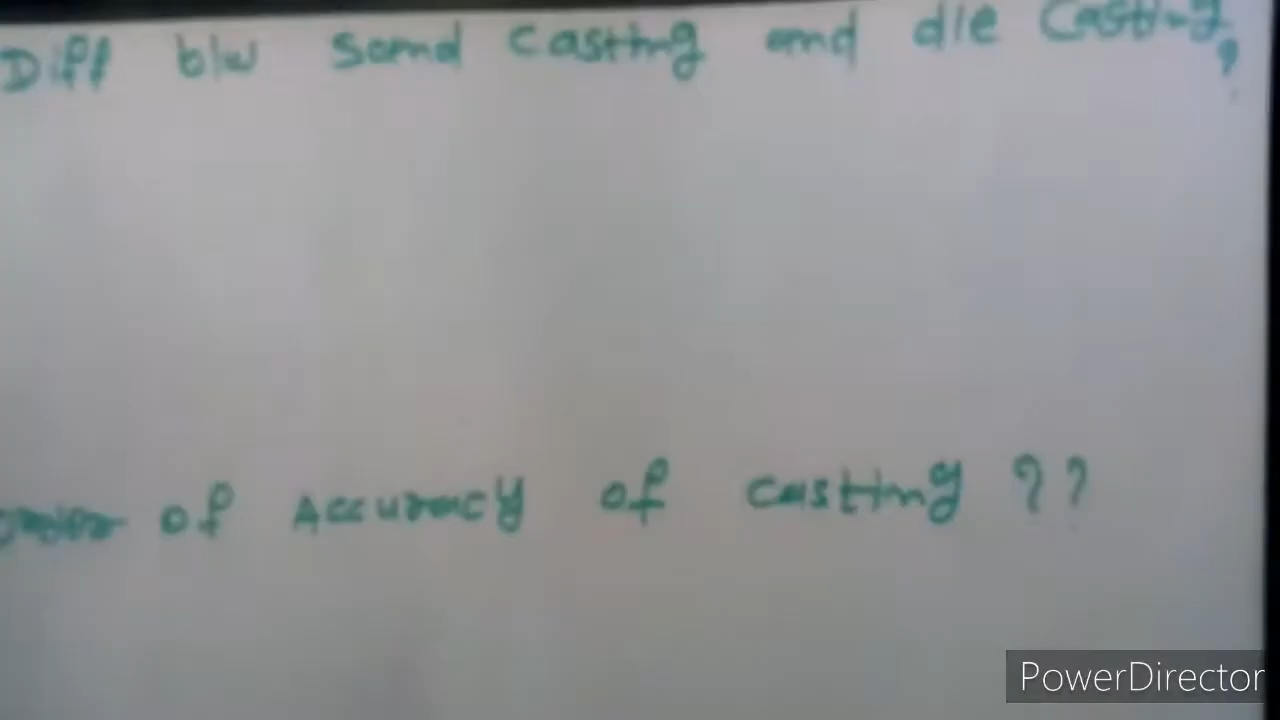 Diff b/w Sand Casting and die Casting?
of Accuracy of casting ??
PowerDirector